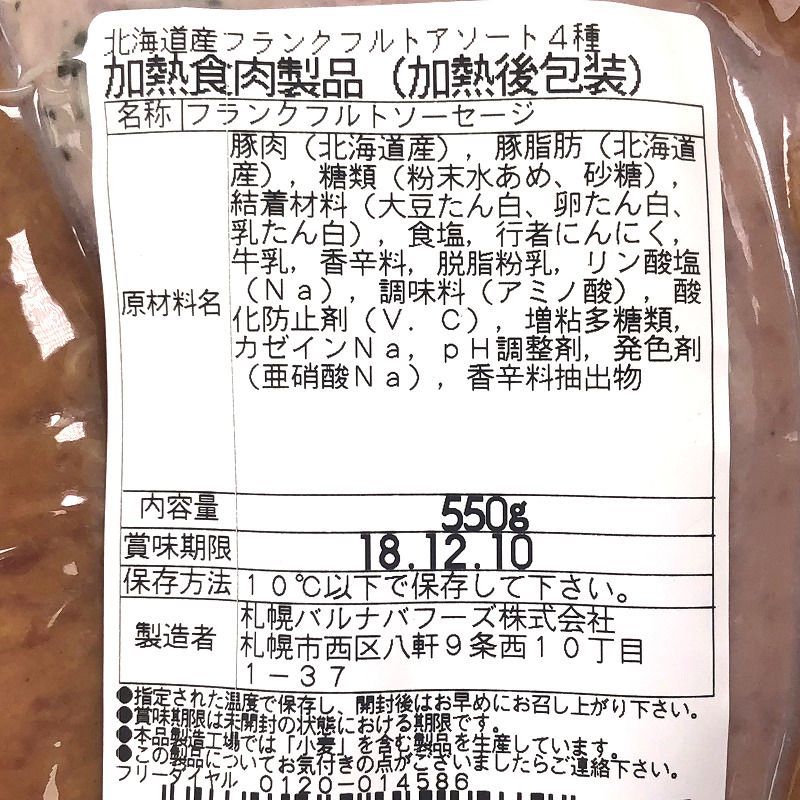 北海道産フランクフルトアソート４種
加熱食肉製品（加熱後包装）
名称 フランクフルトソーセージ
原材料名
豚肉（北海道産），豚脂肪（北海道
産），糖類（粉末水あめ、砂糖），
結着材料（大豆たん白、卵たん白、
乳たん白），食塩，行者にんにく，
牛乳，香辛料，脱脂粉乳，リン酸塩
（Ｎａ），調味料（アミノ酸），酸
化防止剤（Ｖ．Ｃ），増粘多糖類，
カゼインＮａ，ｐＨ調整剤，発色剤
（亜硝酸Ｎａ），香辛料抽出物
内容量 550g
賞味期限 18.12.10
保存方法 １０℃以下で保存して下さい。
製造者
札幌バルナバフーズ株式会社
札幌市西区八軒９条西１０丁目
１－３７
●指定された温度で保存し、開封後はお早めにお召し上がり下さい。
●賞味期限は未開封の状態における期限です。
●本品製造工場では「小麦」を含む製品を生産しています。
●この製品についてお気付きの点がございましたらご連絡下さい。
フリーダイヤル 0120-014586